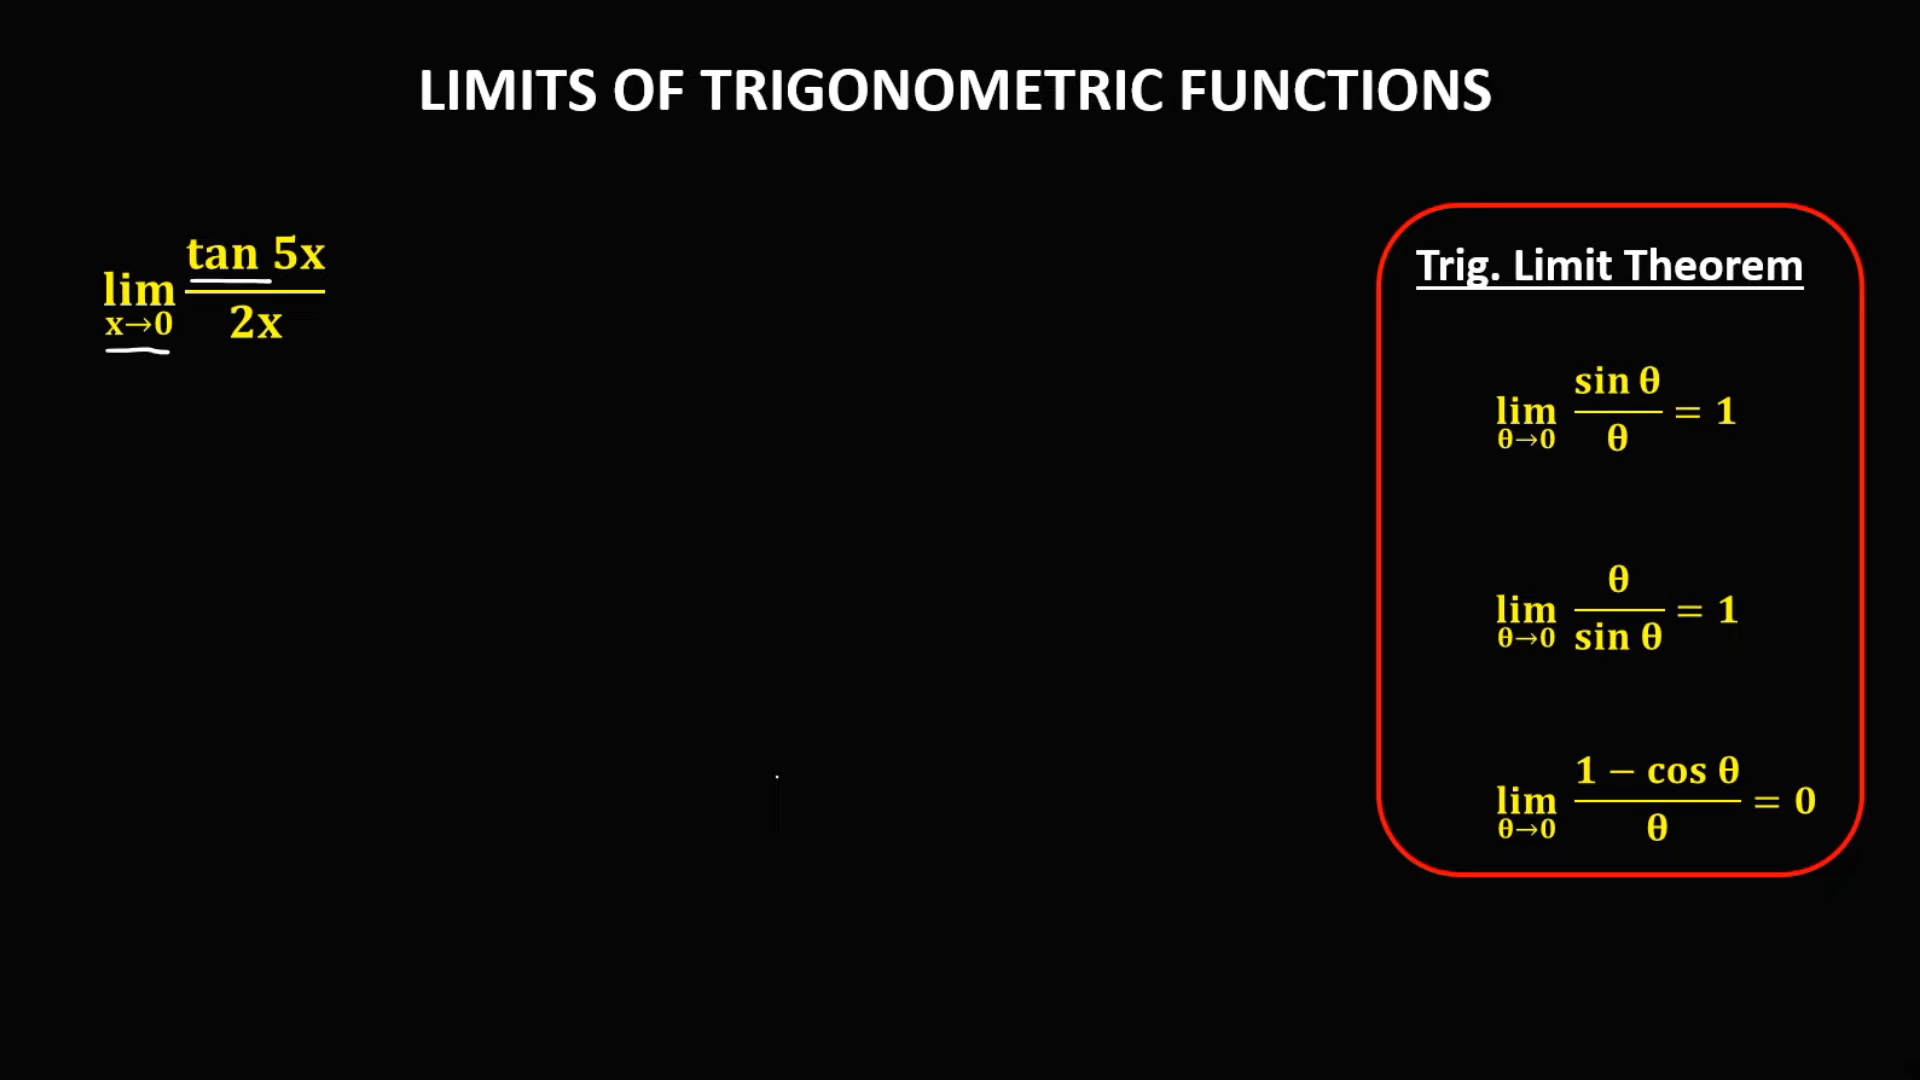 LIMITS OF TRIGONOMETRIC FUNCTIONS
lim x→0 tan 5x / 2x
Trig. Limit Theorem
lim θ→0 sin θ / θ = 1
lim θ→0 θ / sin θ = 1
lim θ→0 1 − cos θ / θ = 0